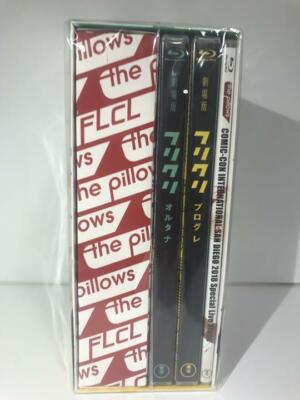 the pillows
FLCL
the pillows
FLCL
the pillows
the pillows
FLCL
the pillows
劇場版
フリクリ
オルタナ
劇場版
フリクリ
プログレ
COMIC-CON INTERNATIONAL SAN DIEGO 2018 Special Live